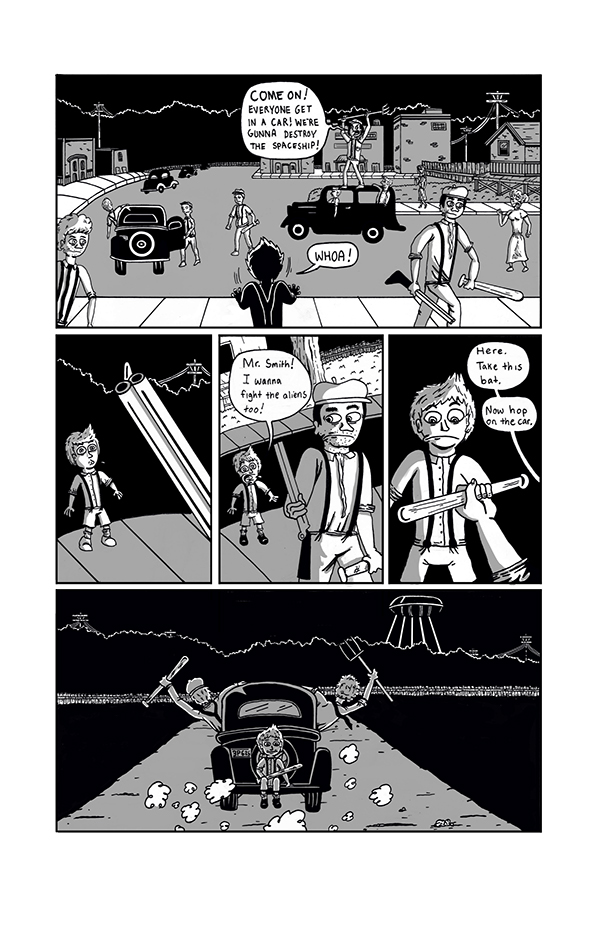 COME ON!
EVERYONE GET
IN A CAR! WE'RE
GUNNA DESTROY
THE SPACESHIP!
WHOA!
Mr. Smith!
I wanna
fight the aliens
too!
Here.
Take this
bat.
Now hop
on the car.